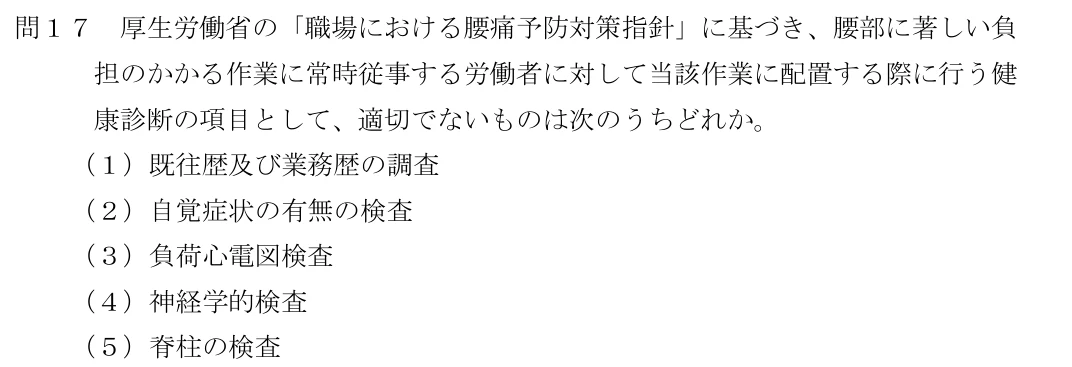 問１７　厚生労働省の「職場における腰痛予防対策指針」に基づき、腰部に著しい負
担のかかる作業に常時従事する労働者に対して当該作業に配置する際に行う健
康診断の項目として、適切でないものは次のうちどれか。
（１）既往歴及び業務歴の調査
（２）自覚症状の有無の検査
（３）負荷心電図検査
（４）神経学的検査
（５）脊柱の検査